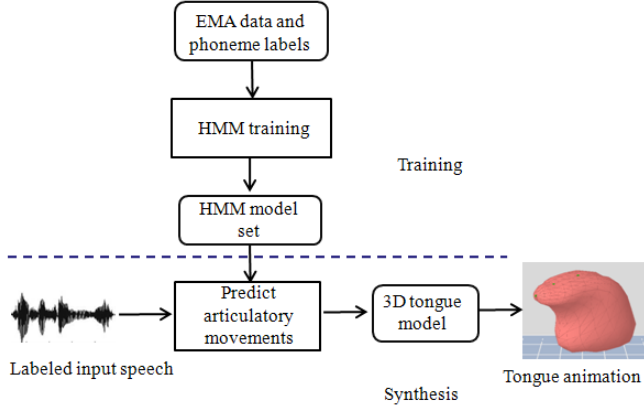 EMA data and
phoneme labels
HMM training
Training
HMM model
set
Predict
articulatory
movements
3D tongue
model
Labeled input speech
Synthesis
Tongue animation